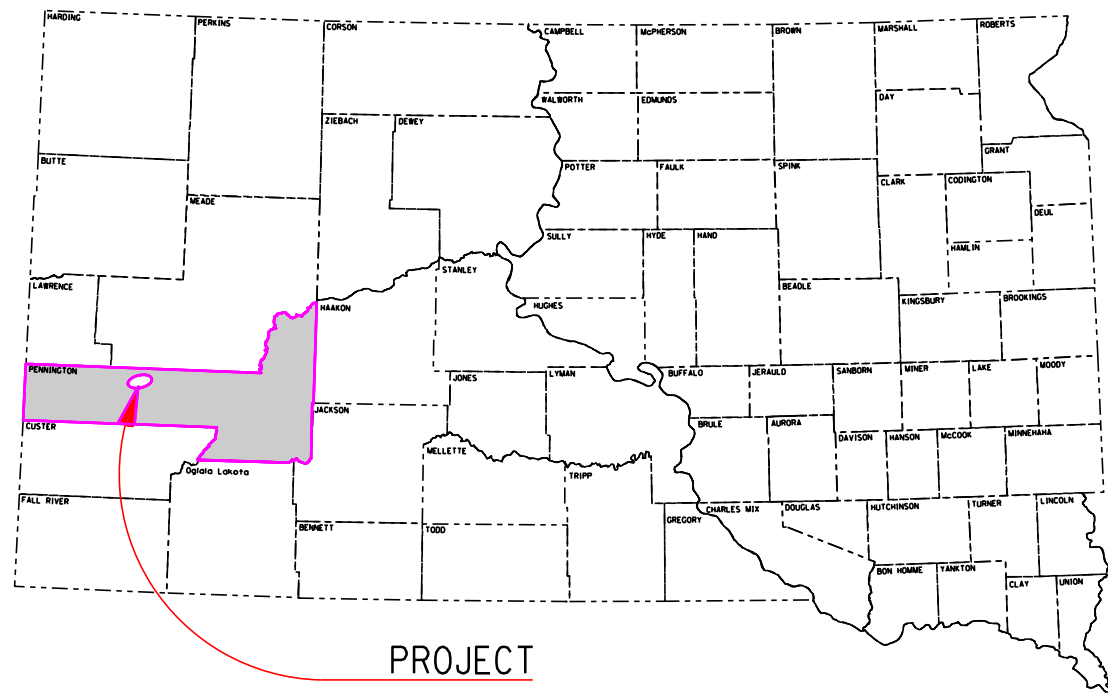 HARDING
PERKINS
CORSON
CAMPBELL
McPHERSON
BROWN
MARSHALL
ROBERTS
WALWORTH
EDMUNDS
DAY
ZIEBACH
DEWEY
GRANT
BUTTE
POTTER
FAULK
SPINK
CLARK
CODINGTON
MEADE
DEUL
SULLY
HYDE
HAND
HAMLIN
STANLEY
LAWRENCE
HAAKON
HUGHES
BEADLE
KINGSBURY
BROOKINGS
PENNINGTON
JONES
LYMAN
BUFFALO
JERAULD
SANBORN
MINER
LAKE
MOODY
JACKSON
CUSTER
BRULE
AURORA
DAVISON
HANSON
McCOOK
MINNEHAHA
MELLETTE
Oglala Lakota
TRIPP
FALL RIVER
GREGORY
CHARLES MIX
DOUGLAS
HUTCHINSON
TURNER
LINCOLN
BENNETT
TODD
BON HOMME
YANKTON
CLAY
UNION
PROJECT